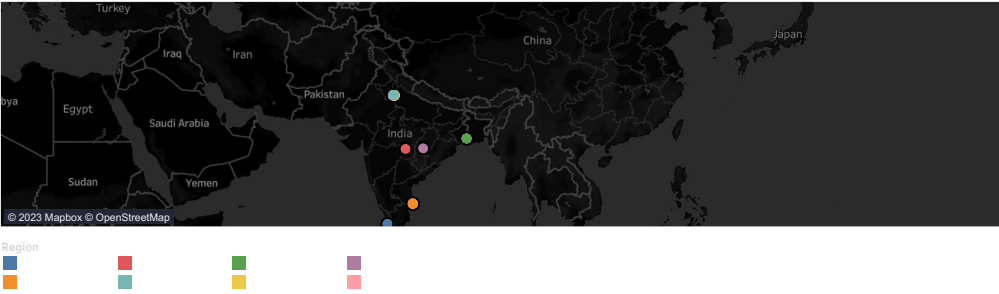 Turkey
China
Japan
Iraq
Iran
Pakistan
bya
Egypt
Saudi Arabia
India
Sudan
Yemen
© 2023 Mapbox © OpenStreetMap
Region